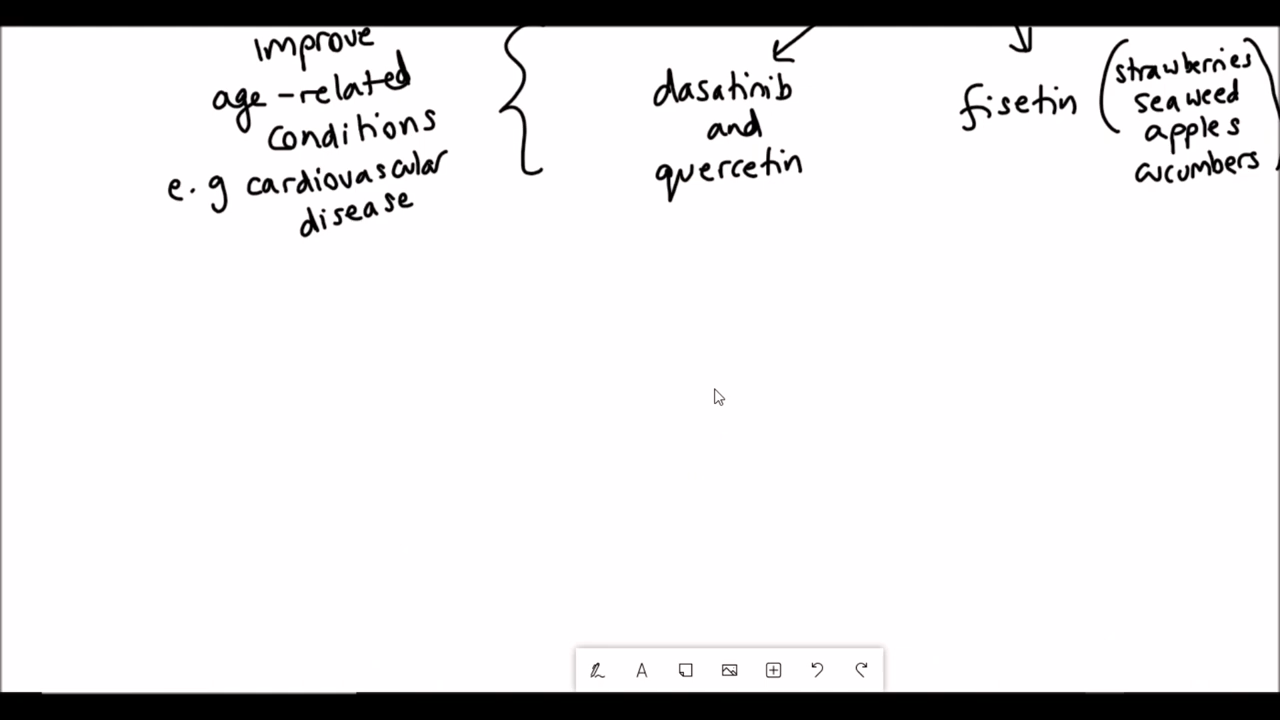 Improve
age-related
conditions
e.g cardiovascular
disease
dasatinib
and
quercetin
fisetin
(strawberries
seaweed
apples
cucumbers)
A